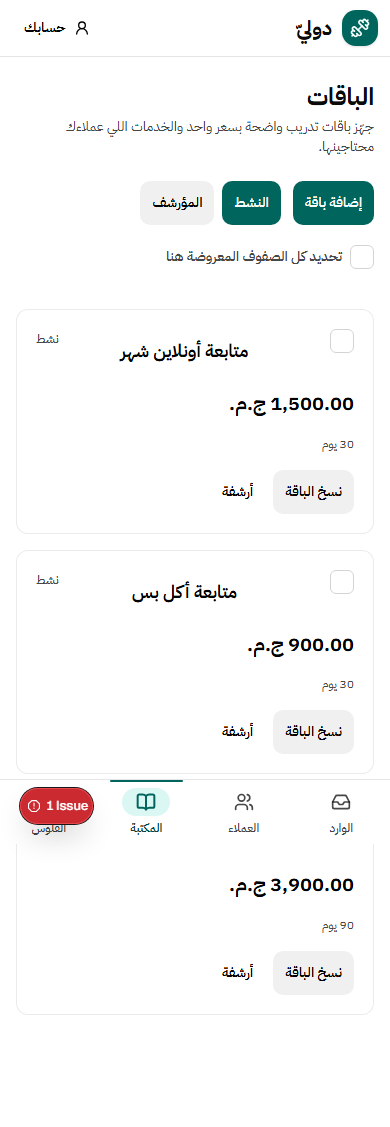 دوليّ
حسابك
الباقات
جهّز باقات تدريب واضحة بسعر واحد والخدمات اللي عملاءك
محتاجينها.
إضافة باقة
النشط
المؤرشف
تحديد كل الصفوف المعروضة هنا
متابعة أونلاين شهر
نشط
1,500.00 ج.م.
30 يوم
نسخ الباقة
أرشفة
متابعة أكل بس
نشط
900.00 ج.م.
30 يوم
نسخ الباقة
أرشفة
الوارد
العملاء
المكتبة
الفلوس
1 Issue
3,900.00 ج.م.
90 يوم
نسخ الباقة
أرشفة